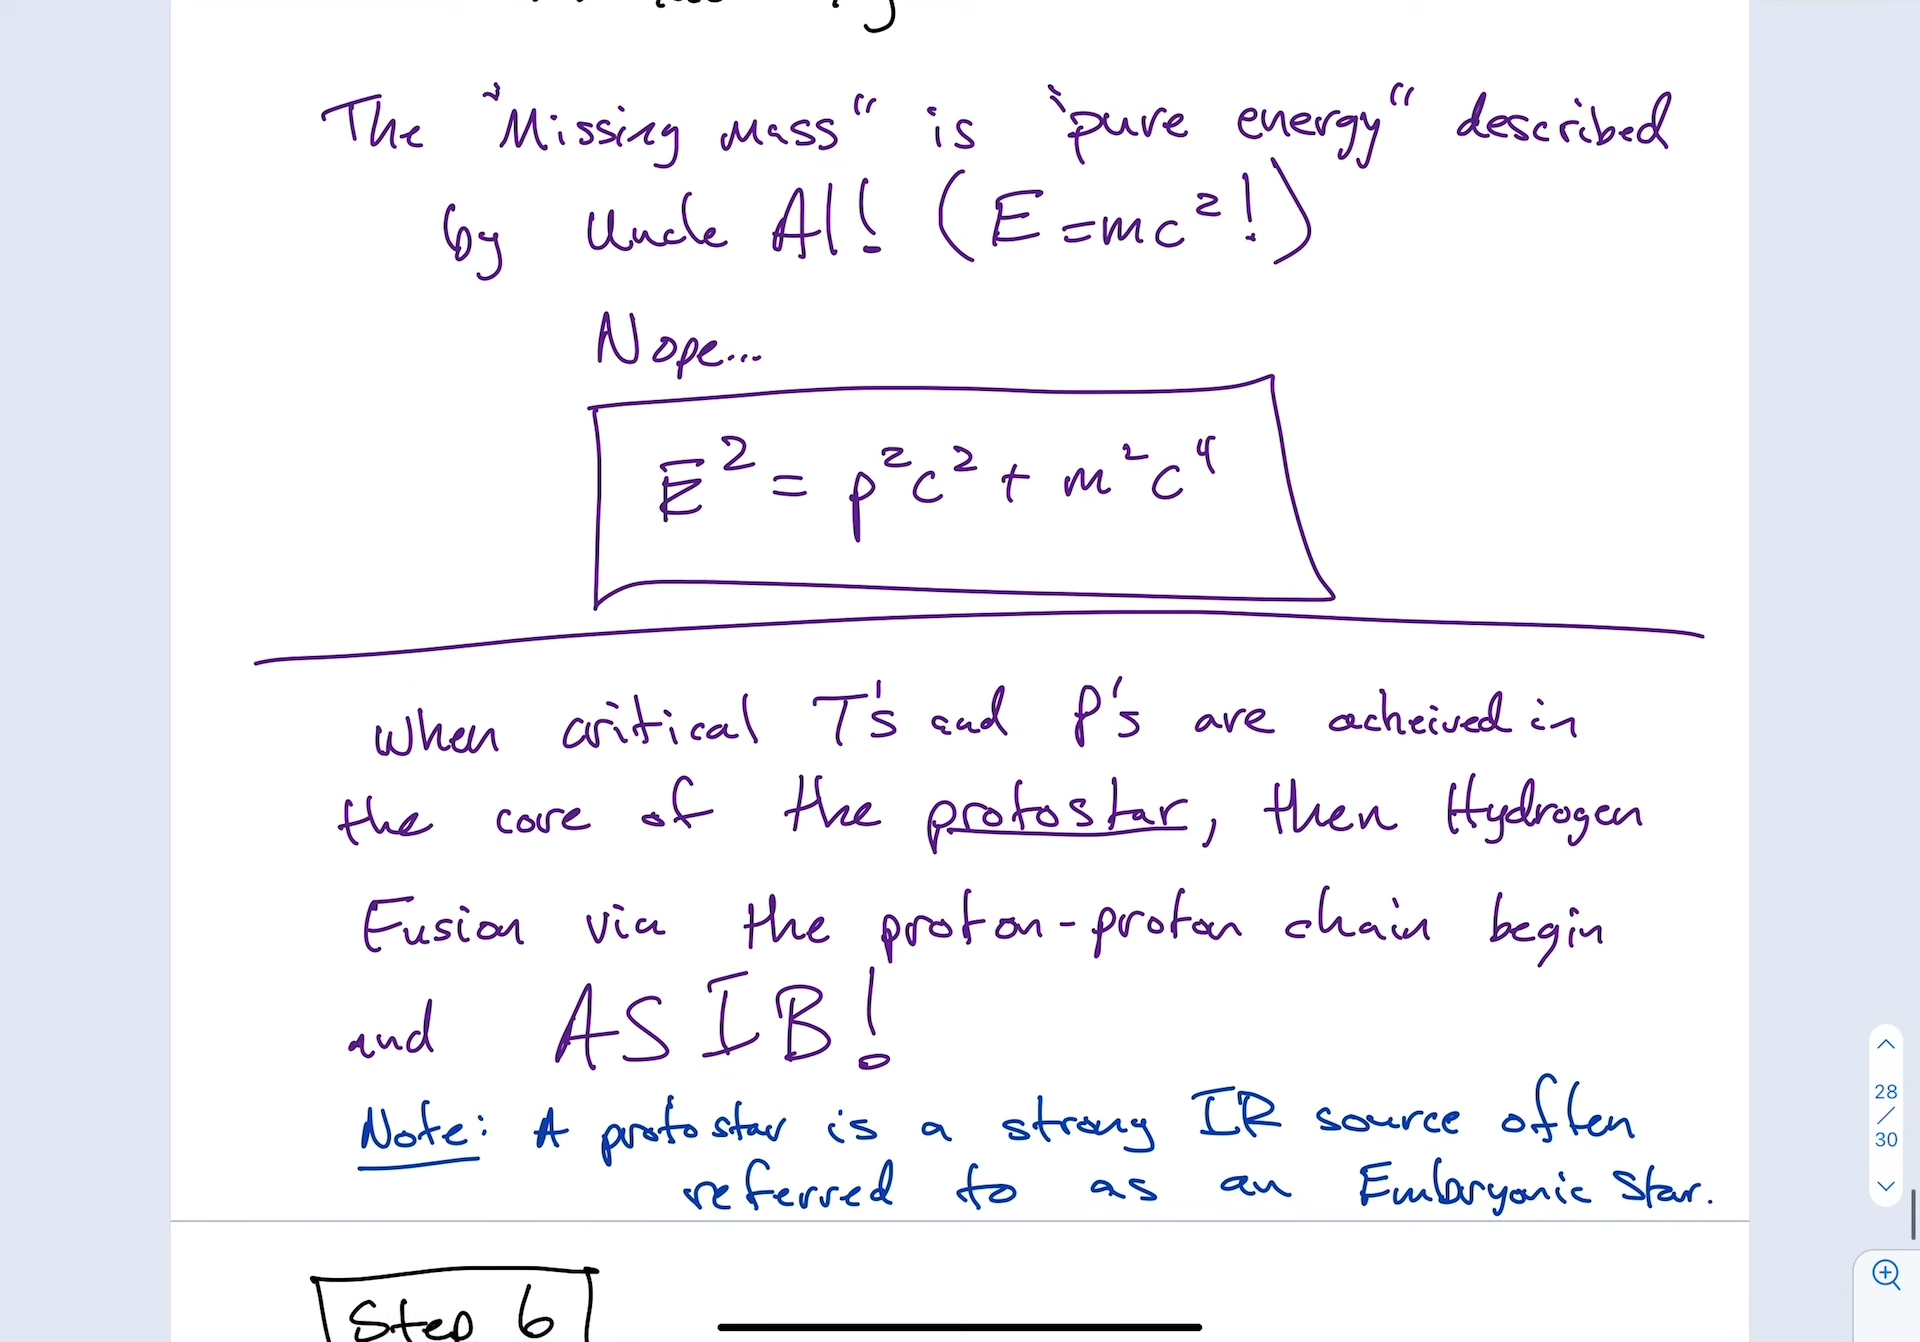 The "Missing Mass" is "pure energy" described
by Uncle Al! (E=mc²!)
Nope...
E² = p²c² + m²c⁴
When critical T's and P's are acheived in
the core of the protostar, then Hydrogen
Fusion via the proton-proton chain begin
and ASIB!
Note: A protostar is a strong IR source often
referred to as an Embryonic Star.
28
/
30
Step 6